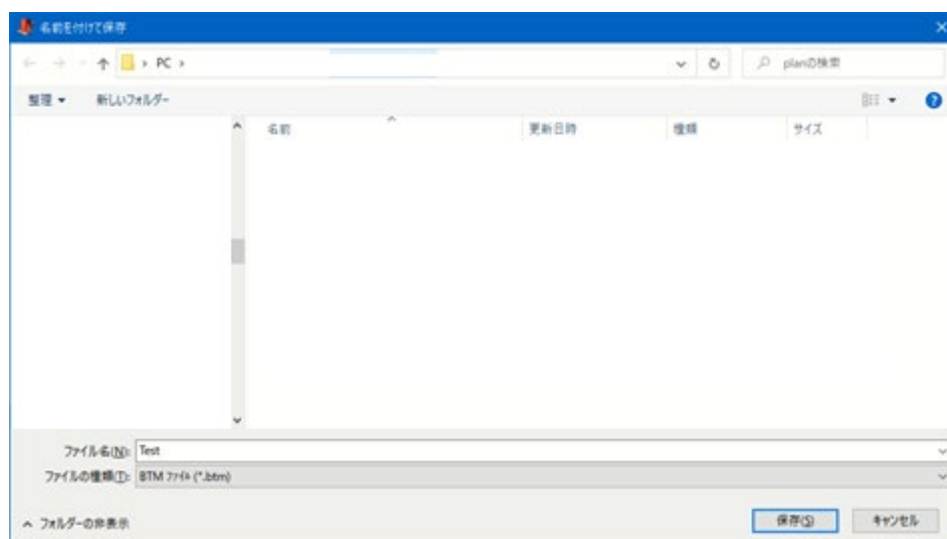 名前を付けて保存
PC
planの検索
整理
新しいフォルダー
名前 更新日時 種類 サイズ
ファイル名(N): Test
ファイルの種類(T): BTM ファイル (*.btm)
フォルダーの非表示
保存(S) キャンセル